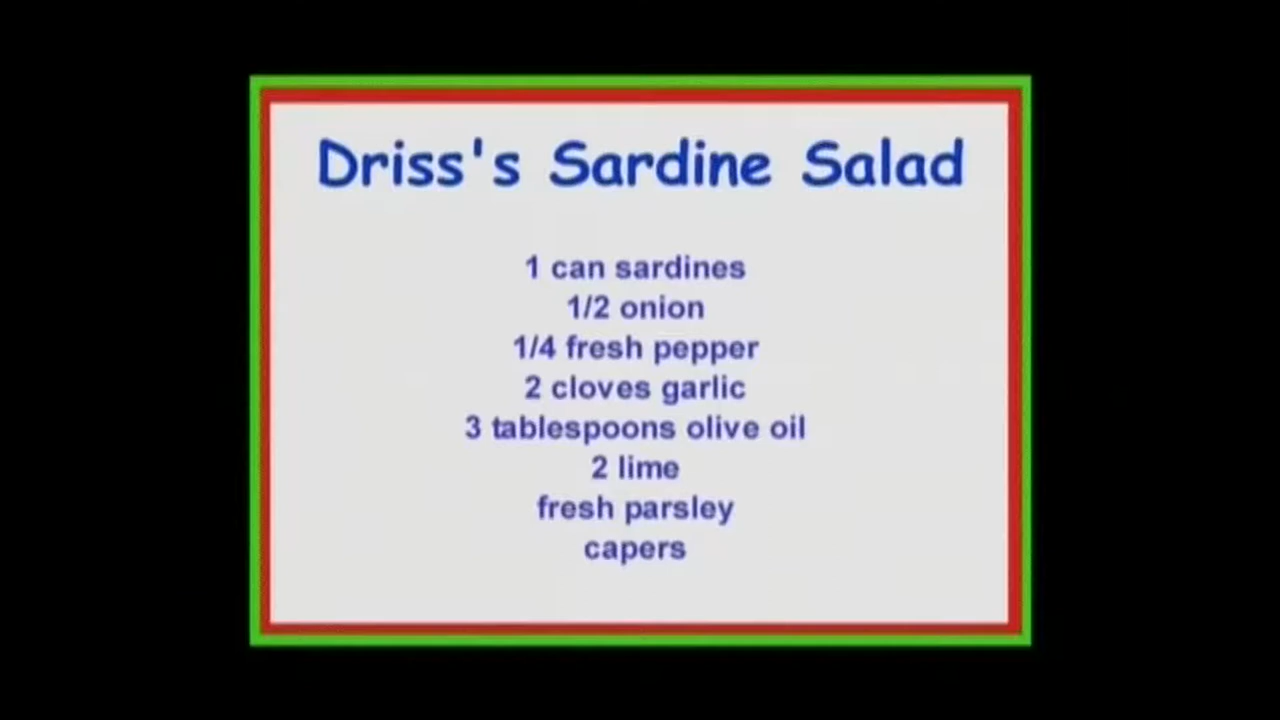 Driss's Sardine Salad
1 can sardines
1/2 onion
1/4 fresh pepper
2 cloves garlic
3 tablespoons olive oil
2 lime
fresh parsley
capers